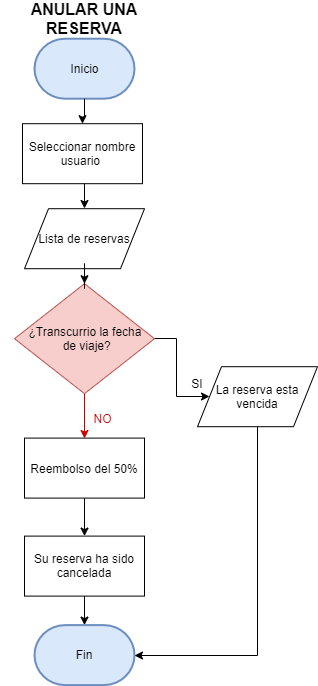 ANULAR UNA
RESERVA
Inicio
Seleccionar nombre
usuario
Lista de reservas
¿Transcurrio la fecha
de viaje?
SI
La reserva esta
vencida
NO
Reembolso del 50%
Su reserva ha sido
cancelada
Fin